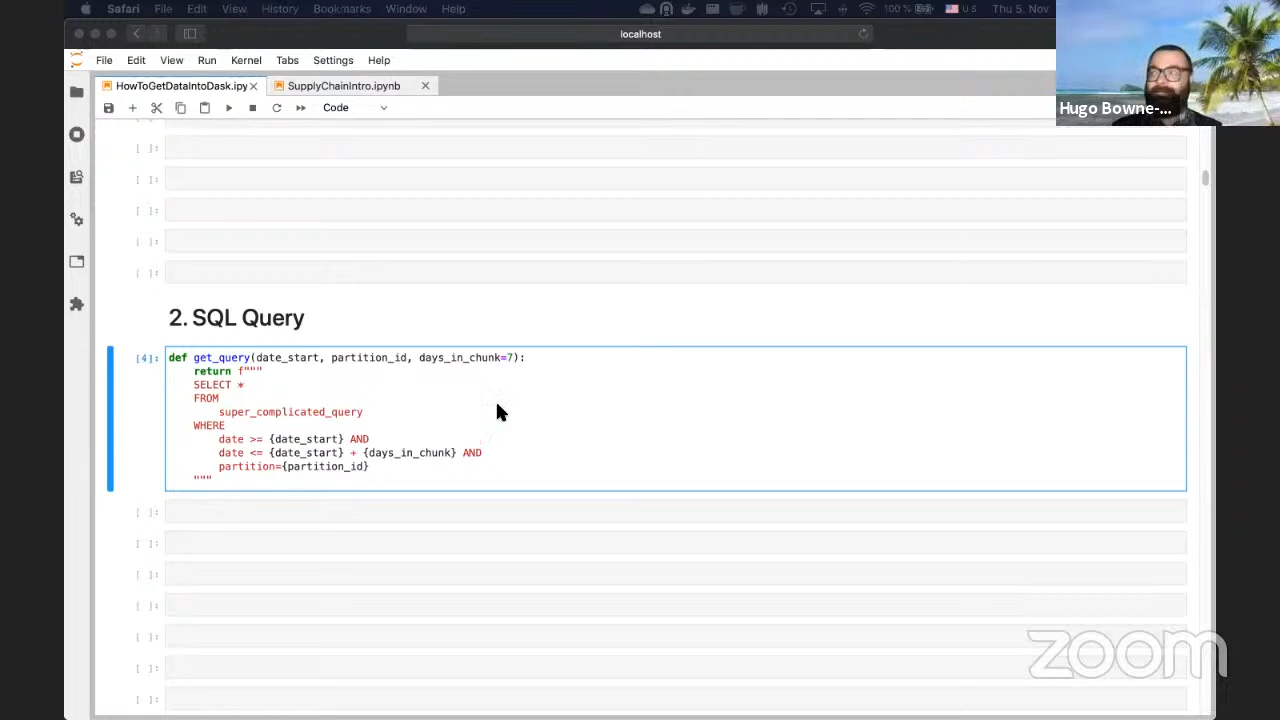 Safari File Edit View History Bookmarks Window Help 100 % US Thu 5. Nov
localhost
File Edit View Run Kernel Tabs Settings Help
HowToGetDataIntoDask.ipy SupplyChainIntro.ipynb
Code
Hugo Bowne-...
[ ]:
[ ]:
[ ]:
[ ]:
[ ]:
2. SQL Query
[4]: def get_query(date_start, partition_id, days_in_chunk=7):
return f"""
SELECT *
FROM
super_complicated_query
WHERE
date >= {date_start} AND
date <= {date_start} + {days_in_chunk} AND
partition={partition_id}
"""
[ ]:
[ ]:
[ ]:
[ ]:
[ ]:
[ ]:
[ ]:
zoom